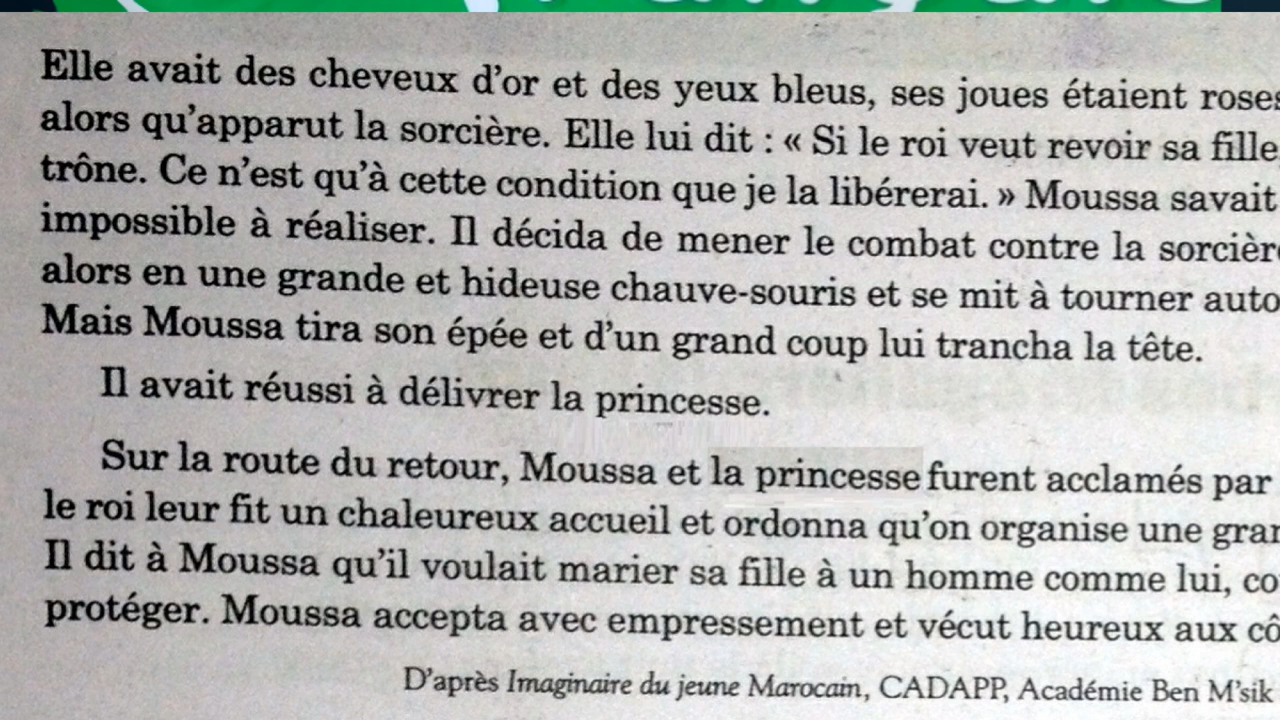 Elle avait des cheveux d'or et des yeux bleus, ses joues étaient roses
alors qu'apparut la sorcière. Elle lui dit : « Si le roi veut revoir sa fille
trône. Ce n'est qu'à cette condition que je la libérerai. » Moussa savait
impossible à réaliser. Il décida de mener le combat contre la
alors en une grande et hideuse chauve-souris et se mit à tourner
Mais Moussa tira son épée et d'un grand coup lui trancha la tête.
Il avait réussi à délivrer la princesse.
Sur la route du retour, Moussa et la princesse furent acclamés par
le roi leur fit un chaleureux accueil et ordonna qu'on organise une
Il dit à Moussa qu'il voulait marier sa fille à un homme comme lui,
protéger. Moussa accepta avec empressement et vécut heureux aux
D'après Imaginaire du jeune Marocain, CADAPP, Académie Ben M'sik